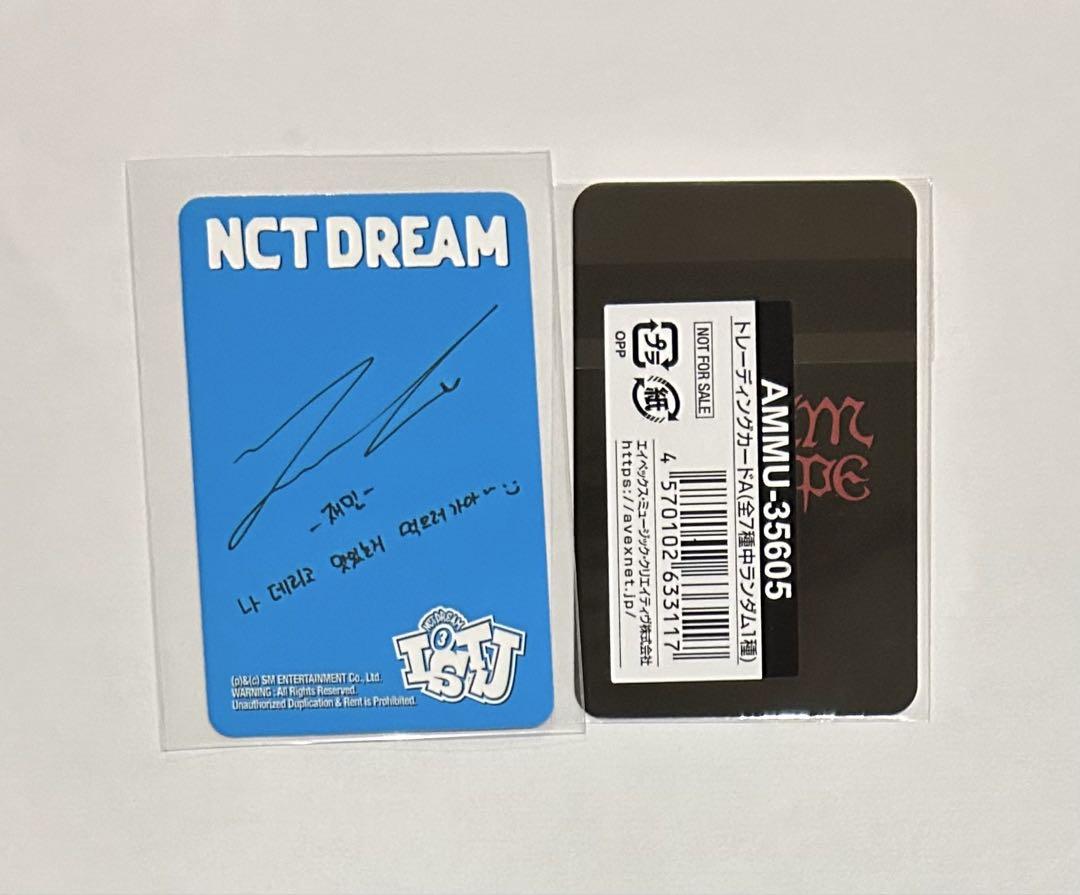 NCT DREAM
-재민-
나 데리고 맛있는거 먹으러 가아~
NCT DREAM
3
ISTJ
(p)&(c) SM ENTERTAINMENT Co., Ltd.
WARNING : All Rights Reserved.
Unauthorized Duplication & Rent is Prohibited.
AMMU-35605
トレーディングカードA(全7種中ランダム1種)
NOT FOR SALE
プラ
OPP
紙
4 570102 633117
エイベックス・ミュージック・クリエイティヴ株式会社
https://avexnet.jp/